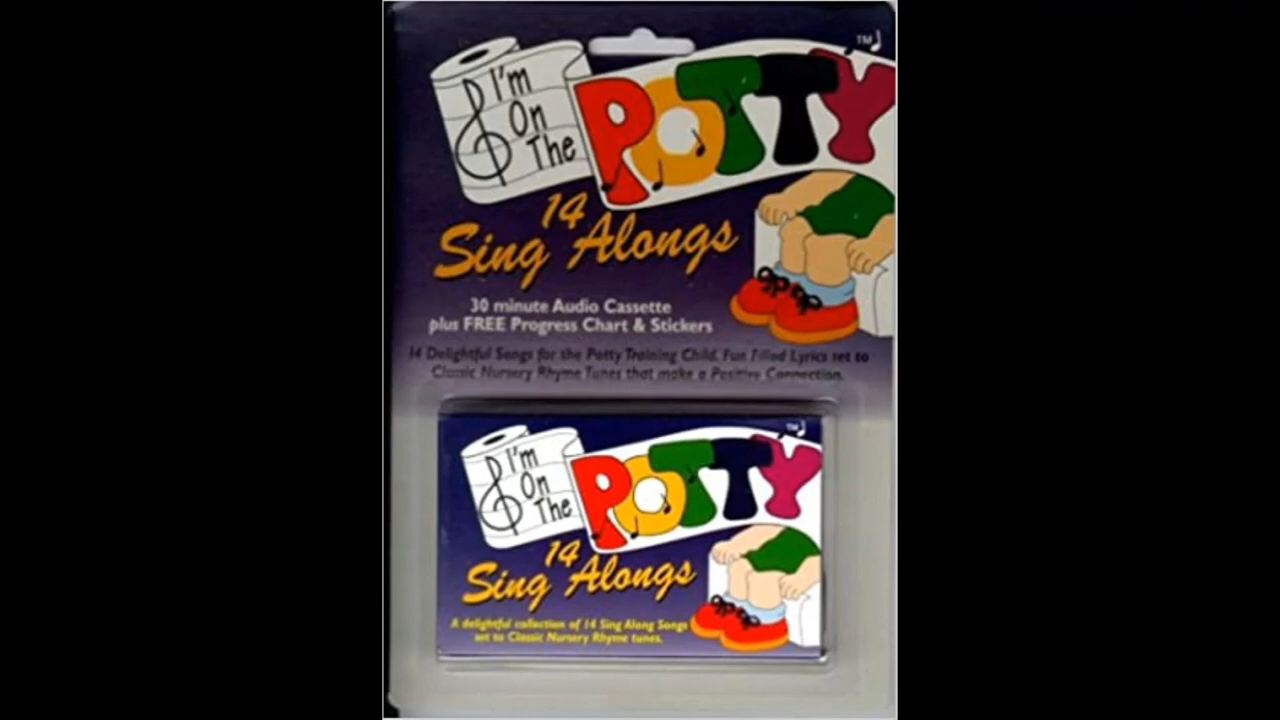 I'm
On
The
POTTY
TM
14
Sing Alongs
30 minute Audio Cassette
plus FREE Progress Chart & Stickers
14 Delightful Songs for the Potty Training Child. Fun Filled Lyrics set to
Classic Nursery Rhyme Tunes that make a Positive Connection.
I'm
On
The
POTTY
TM
14
Sing Alongs
A delightful collection of 14 Sing Along Songs
set to Classic Nursery Rhyme tunes.